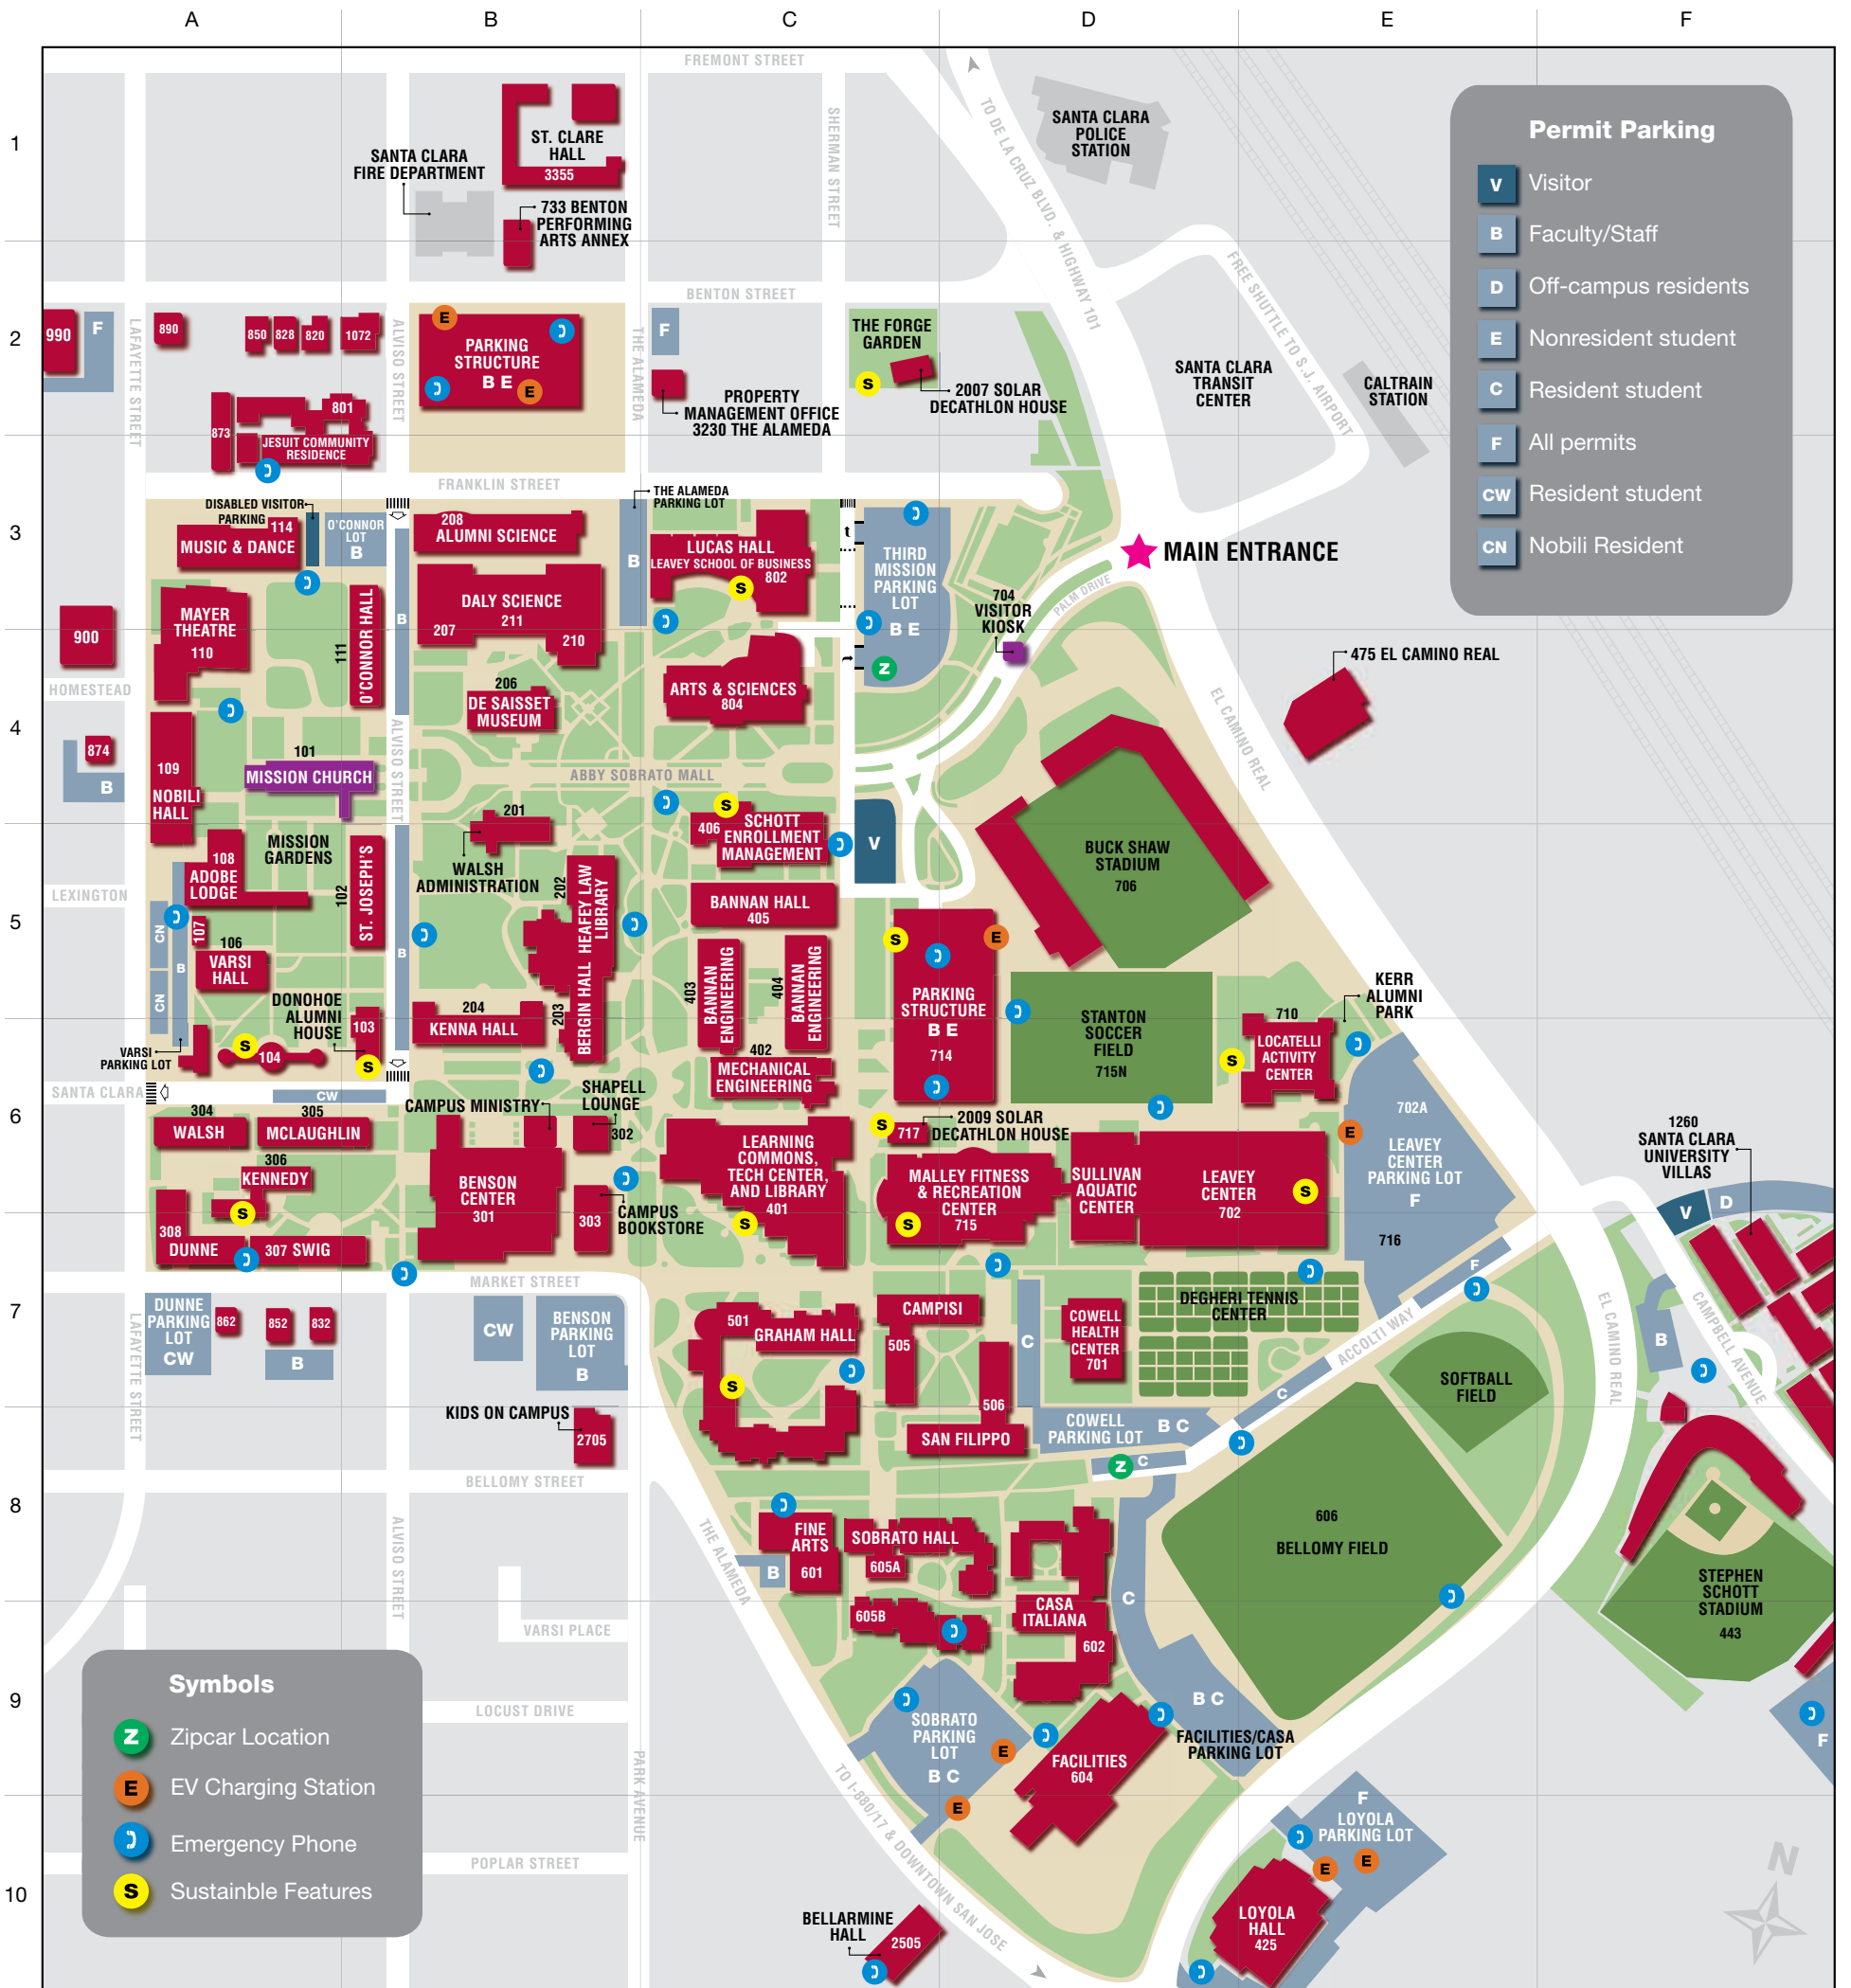 A
B
C
D
E
F
1
2
3
4
5
6
7
8
9
10
FREMONT STREET
SHERMAN STREET
TO DE LA CRUZ BLVD. & HIGHWAY 101
SANTA CLARA
POLICE
STATION
ST. CLARE
HALL
3355
SANTA CLARA
FIRE DEPARTMENT
733 BENTON
PERFORMING
ARTS ANNEX
Permit Parking
V Visitor
B Faculty/Staff
D Off-campus residents
E Nonresident student
C Resident student
F All permits
CW Resident student
CN Nobili Resident
BENTON STREET
FREE SHUTTLE TO S.J. AIRPORT
990
F
LAFAYETTE STREET
890
850
828
820
1072
ALVISO STREET
E
PARKING
STRUCTURE
B E
E
THE ALAMEDA
F
PROPERTY
MANAGEMENT OFFICE
3230 THE ALAMEDA
THE FORGE
GARDEN
S
2007 SOLAR
DECATHLON HOUSE
SANTA CLARA
TRANSIT
CENTER
CALTRAIN
STATION
873
801
JESUIT COMMUNITY
RESIDENCE
FRANKLIN STREET
THE ALAMEDA
PARKING LOT
DISABLED VISITOR
PARKING
114
MUSIC & DANCE
O'CONNOR
LOT
B
208
ALUMNI SCIENCE
B
LUCAS HALL
LEAVEY SCHOOL OF BUSINESS
802
S
THIRD
MISSION
PARKING
LOT
B E
Z
MAIN ENTRANCE
PALM DRIVE
704
VISITOR
KIOSK
900
MAYER
THEATRE
110
111
O'CONNOR HALL
B
DALY SCIENCE
207
211
210
HOMESTEAD
206
DE SAISSET
MUSEUM
ARTS & SCIENCES
804
475 EL CAMINO REAL
EL CAMINO REAL
874
B
109
NOBILI
HALL
101
MISSION CHURCH
ALVISO STREET
ABBY SOBRATO MALL
MISSION
GARDENS
201
WALSH
ADMINISTRATION
S
406
SCHOTT
ENROLLMENT
MANAGEMENT
V
BUCK SHAW
STADIUM
706
LEXINGTON
108
ADOBE
LODGE
102
ST. JOSEPH'S
B
202
HEAFEY LAW
LIBRARY
BERGIN HALL
203
BANNAN HALL
405
CN
107
106
VARSI
HALL
B
CN
DONOHOE
ALUMNI
HOUSE
103
S
204
KENNA HALL
403
BANNAN
ENGINEERING
404
BANNAN
ENGINEERING
S
E
PARKING
STRUCTURE
B E
714
STANTON
SOCCER
FIELD
715N
KERR
ALUMNI
PARK
710
LOCATELLI
ACTIVITY
CENTER
S
VARSI
PARKING LOT
S
104
402
MECHANICAL
ENGINEERING
SANTA CLARA
CW
CAMPUS MINISTRY
SHAPELL
LOUNGE
302
304
WALSH
305
MCLAUGHLIN
306
KENNEDY
S
308
DUNNE
307 SWIG
BENSON
CENTER
301
303
CAMPUS
BOOKSTORE
LEARNING
COMMONS,
TECH CENTER,
AND LIBRARY
401
S
S
717
2009 SOLAR
DECATHLON HOUSE
MALLEY FITNESS
& RECREATION
CENTER
715
S
SULLIVAN
AQUATIC
CENTER
LEAVEY
CENTER
702
S
E
702A
LEAVEY
CENTER
PARKING LOT
F
716
F
1260
SANTA CLARA
UNIVERSITY
VILLAS
V
D
MARKET STREET
LAFAYETTE STREET
DUNNE
PARKING
LOT
CW
862
852
832
B
CW
BENSON
PARKING
LOT
B
501
GRAHAM HALL
S
CAMPISI
505
506
SAN FILIPPO
C
COWELL
HEALTH
CENTER
701
DEGHERI TENNIS
CENTER
ACCOLTI WAY
C
SOFTBALL
FIELD
EL CAMINO REAL
B
CAMPBELL AVENUE
KIDS ON CAMPUS
2705
COWELL
PARKING LOT
B C
Z
C
BELLOMY STREET
ALVISO STREET
THE ALAMEDA
FINE
ARTS
601
B
SOBRATO HALL
605A
605B
CASA
ITALIANA
602
C
606
BELLOMY FIELD
STEPHEN
SCHOTT
STADIUM
443
VARSI PLACE
LOCUST DRIVE
PARK AVENUE
POPLAR STREET
SOBRATO
PARKING
LOT
B C
E
E
FACILITIES
604
B C
FACILITIES/CASA
PARKING LOT
F
TO I-880/17 & DOWNTOWN SAN JOSE
F
LOYOLA
PARKING LOT
E
E
LOYOLA
HALL
425
BELLARMINE
HALL
2505
N
Symbols
Z Zipcar Location
E EV Charging Station
Emergency Phone
S Sustainble Features